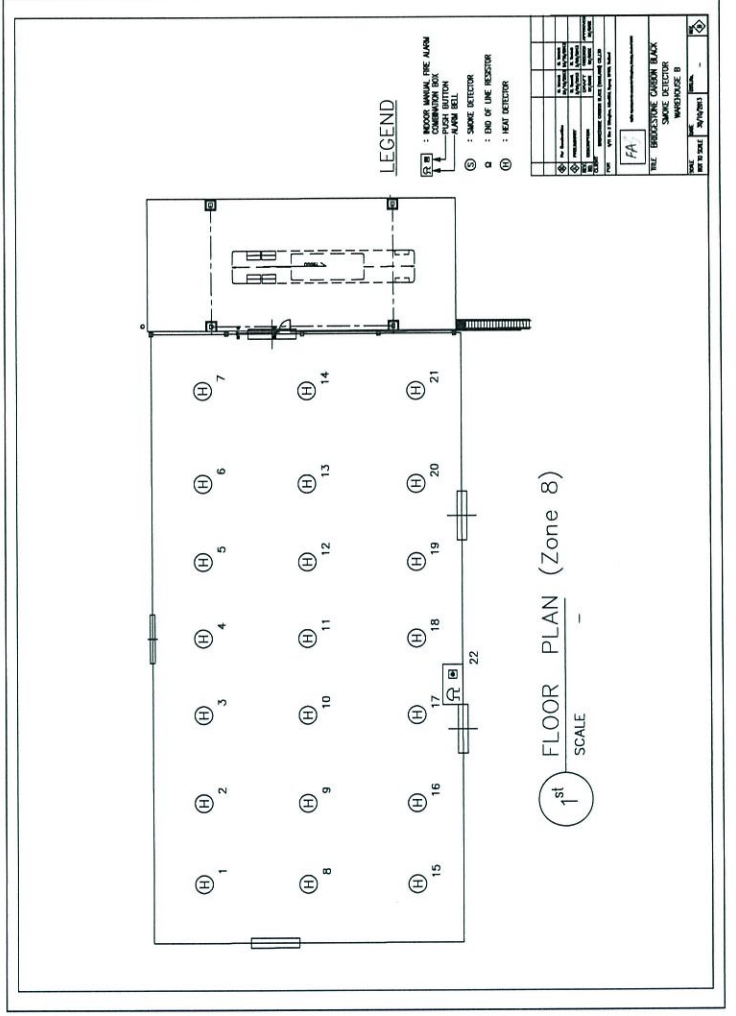 LEGEND
: INDOOR MANUAL FIRE ALARM
COMBINATION BOX
PUSH BUTTON
ALARM BELL
S : SMOKE DETECTOR
Ω : END OF LINE RESISTOR
H : HEAT DETECTOR
H 1
H 2
H 3
H 4
H 5
H 6
H 7
H 8
H 9
H 10
H 11
H 12
H 13
H 14
H 15
H 16
H 17
H 18
H 19
H 20
H 21
22
1st FLOOR PLAN (Zone 8)
SCALE -
FA
TITLE BRIDGESTONE CARBON BLACK
SMOKE DETECTOR
WAREHOUSE B
SCALE
NOT TO SCALE
DATE